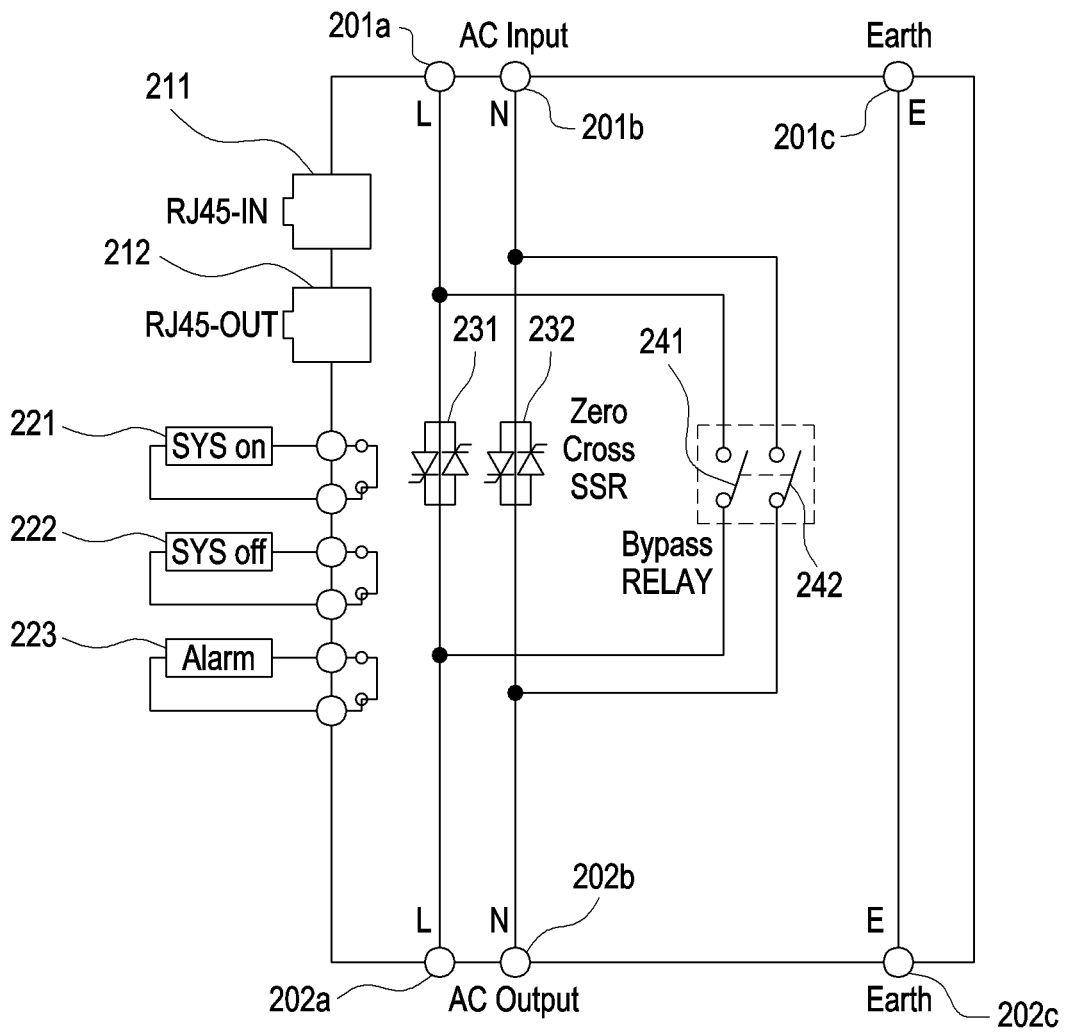 201a
AC Input
Earth
211
L
N
201b
201c
E
RJ45-IN
212
RJ45-OUT
231
232
241
221
SYS on
Zero
Cross
SSR
222
SYS off
Bypass
RELAY
242
223
Alarm
202b
L
N
E
202a
AC Output
Earth
202c